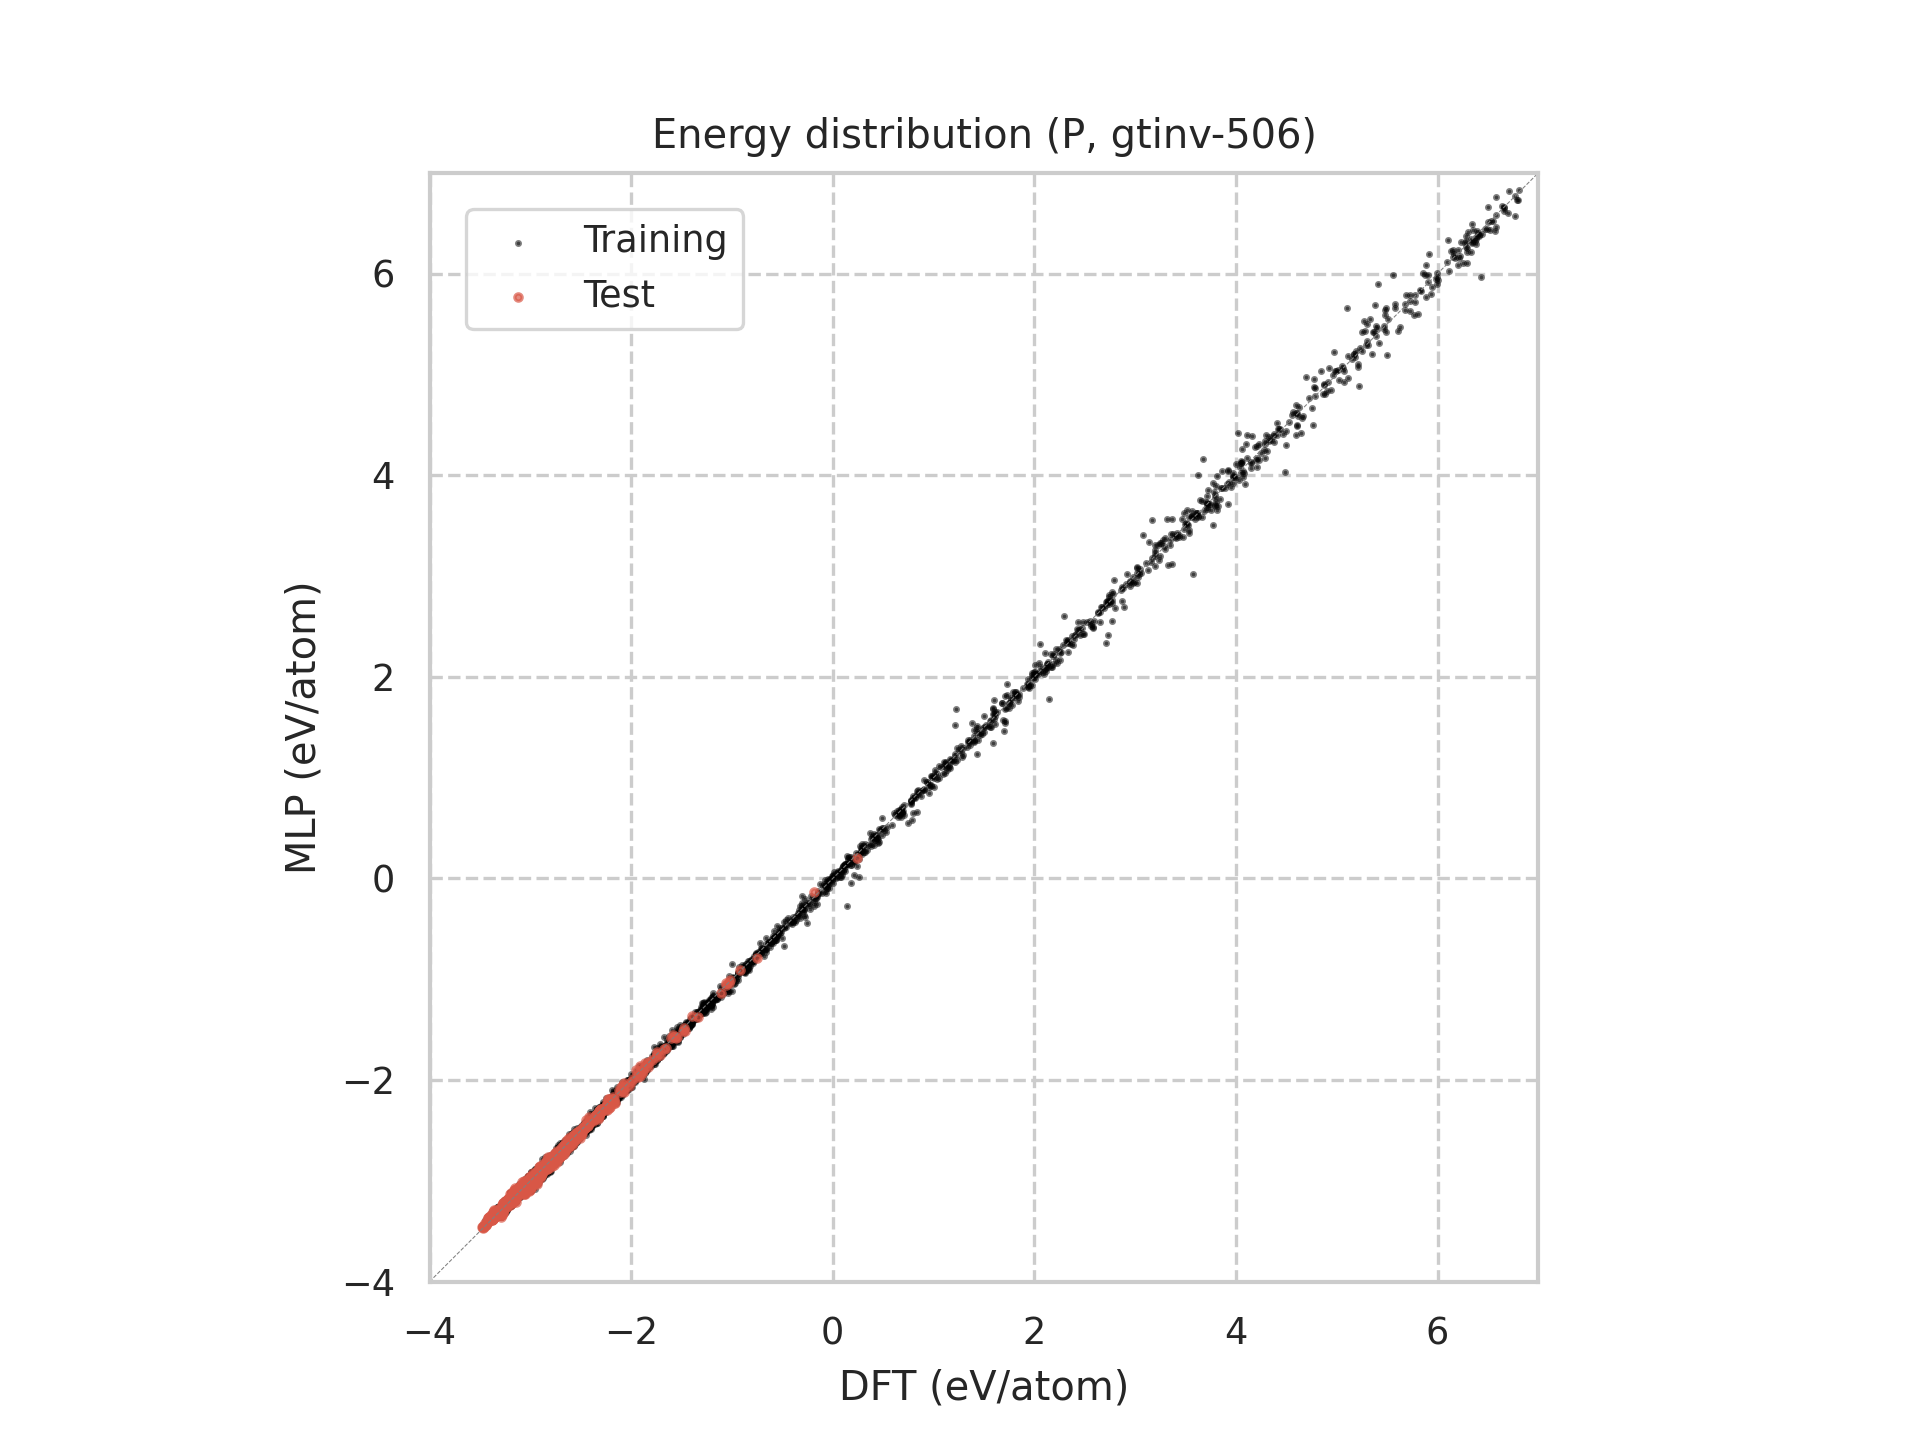 Energy distribution (P, gtinv-506)
Training
Test
6
4
2
0
−2
−4
MLP (eV/atom)
−4 −2 0 2 4 6
DFT (eV/atom)